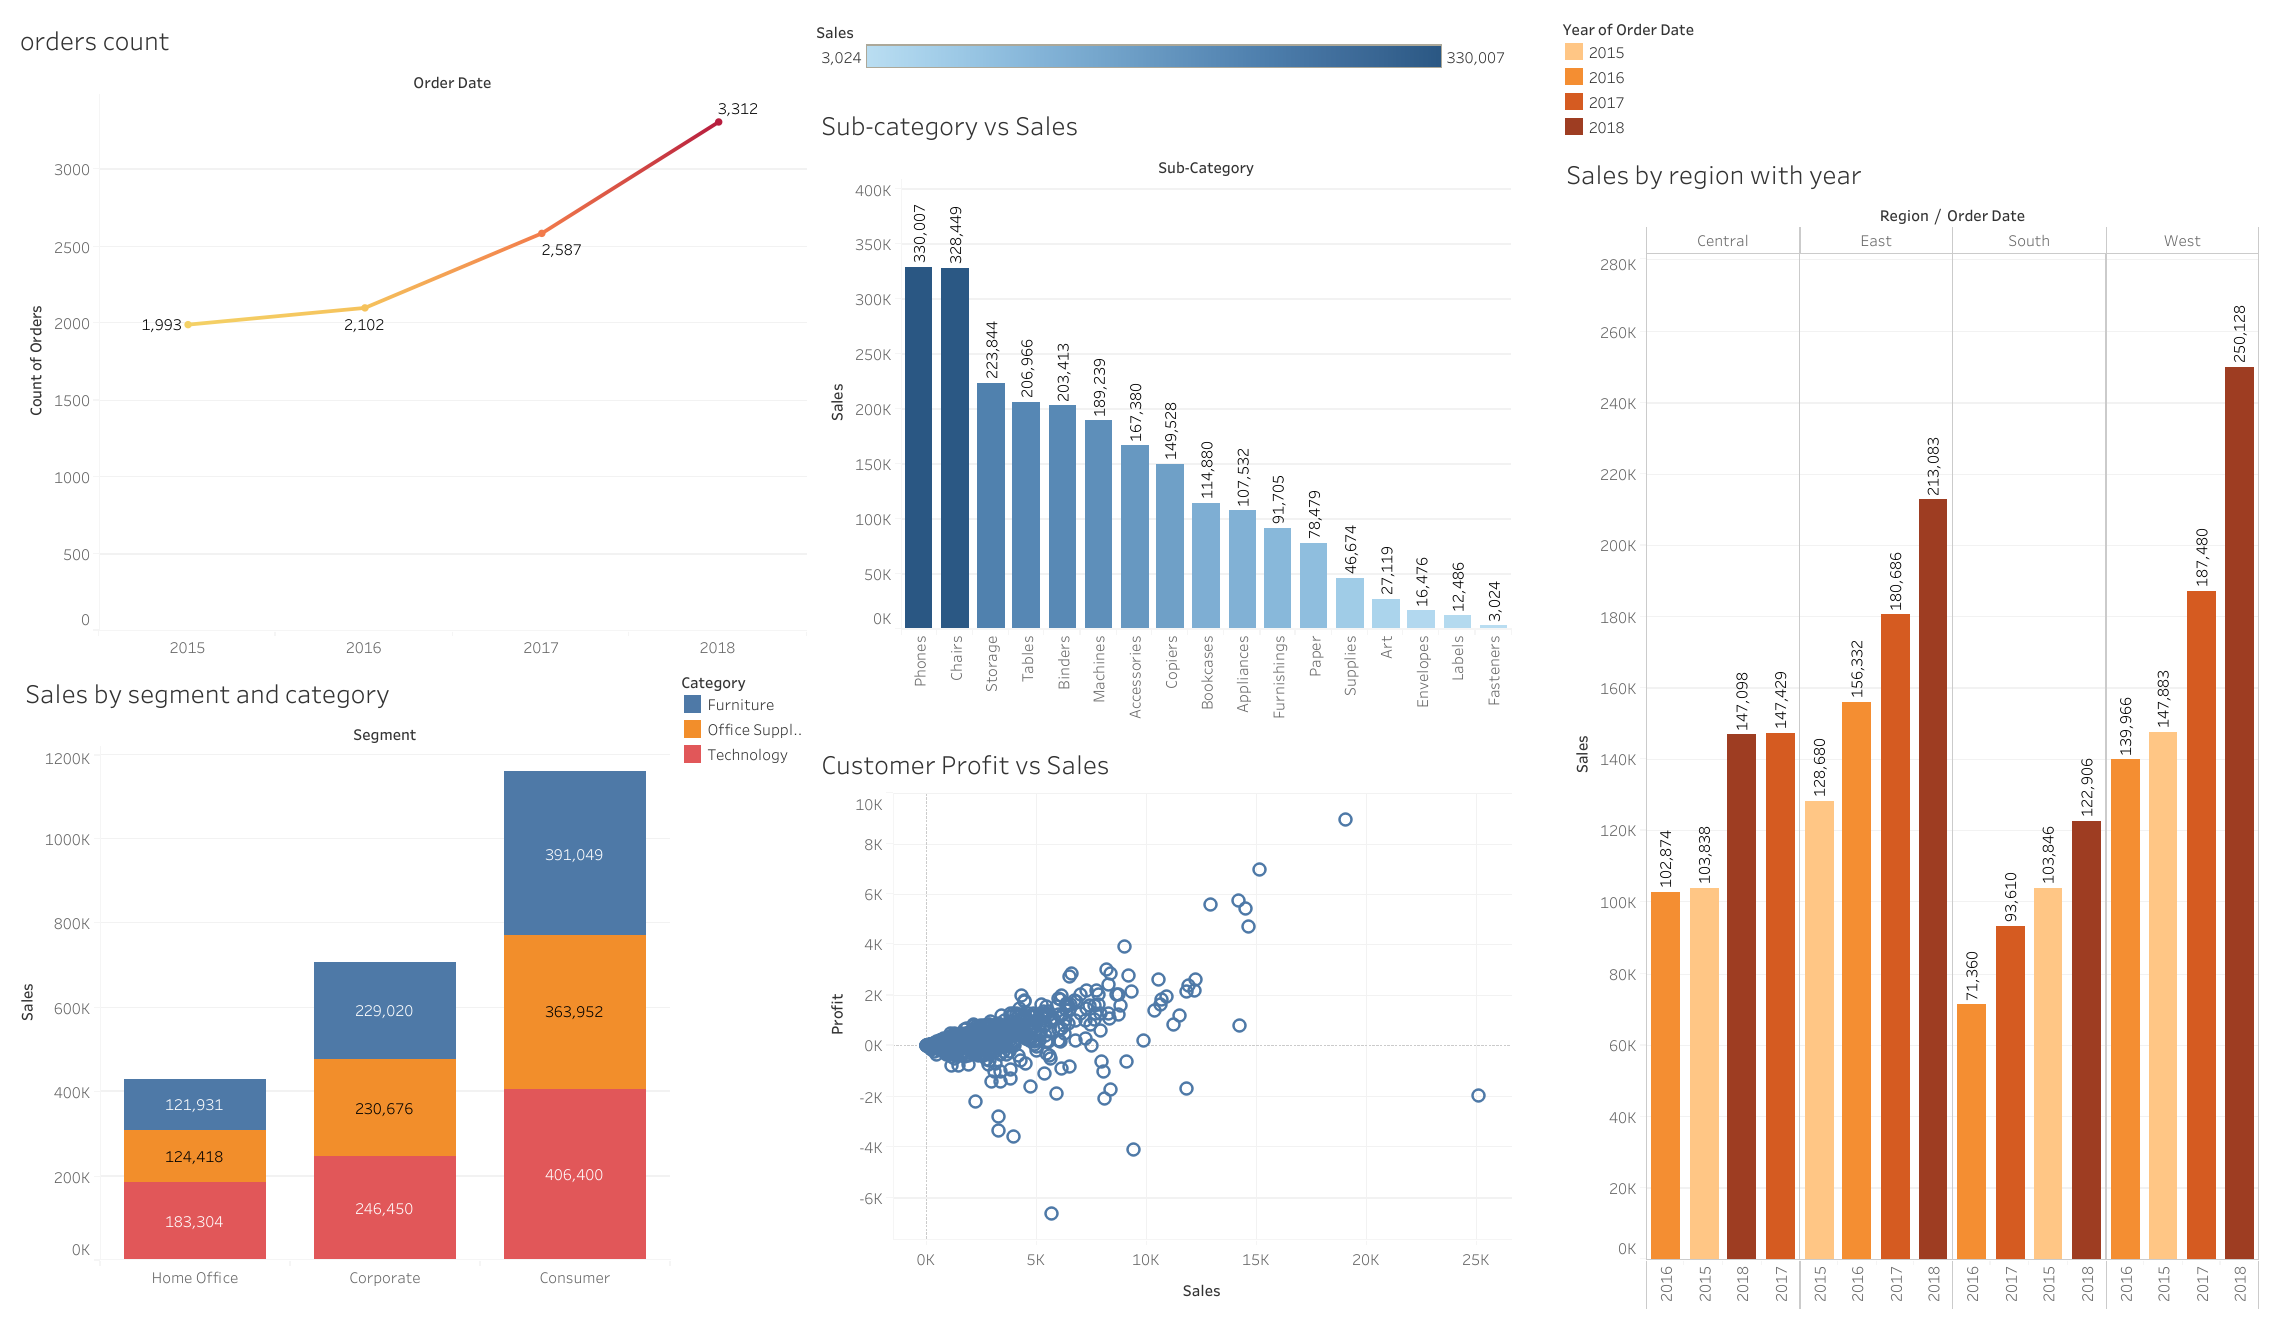 orders count
Order Date
Count of Orders
3000
2500
2000
1500
1000
500
0
1,993
2,102
2,587
3,312
2015
2016
2017
2018
Sales by segment and category
Category
Furniture
Office Suppl..
Technology
Segment
Sales
1200K
1000K
800K
600K
400K
200K
0K
121,931
124,418
183,304
229,020
230,676
246,450
391,049
363,952
406,400
Home Office
Corporate
Consumer
Sales
3,024
330,007
Sub-category vs Sales
Sub-Category
Sales
400K
350K
300K
250K
200K
150K
100K
50K
0K
330,007
328,449
223,844
206,966
203,413
189,239
167,380
149,528
114,880
107,532
91,705
78,479
46,674
27,119
16,476
12,486
3,024
Phones
Chairs
Storage
Tables
Binders
Machines
Accessories
Copiers
Bookcases
Appliances
Furnishings
Paper
Supplies
Art
Envelopes
Labels
Fasteners
Customer Profit vs Sales
Profit
10K
8K
6K
4K
2K
0K
-2K
-4K
-6K
0K
5K
10K
15K
20K
25K
Sales
Year of Order Date
2015
2016
2017
2018
Sales by region with year
Region / Order Date
Central
East
South
West
Sales
280K
260K
240K
220K
200K
180K
160K
140K
120K
100K
80K
60K
40K
20K
0K
102,874
103,838
147,098
147,429
128,680
156,332
180,686
213,083
71,360
93,610
103,846
122,906
139,966
147,883
187,480
250,128
2016
2015
2018
2017
2015
2016
2017
2018
2016
2017
2015
2018
2016
2015
2017
2018